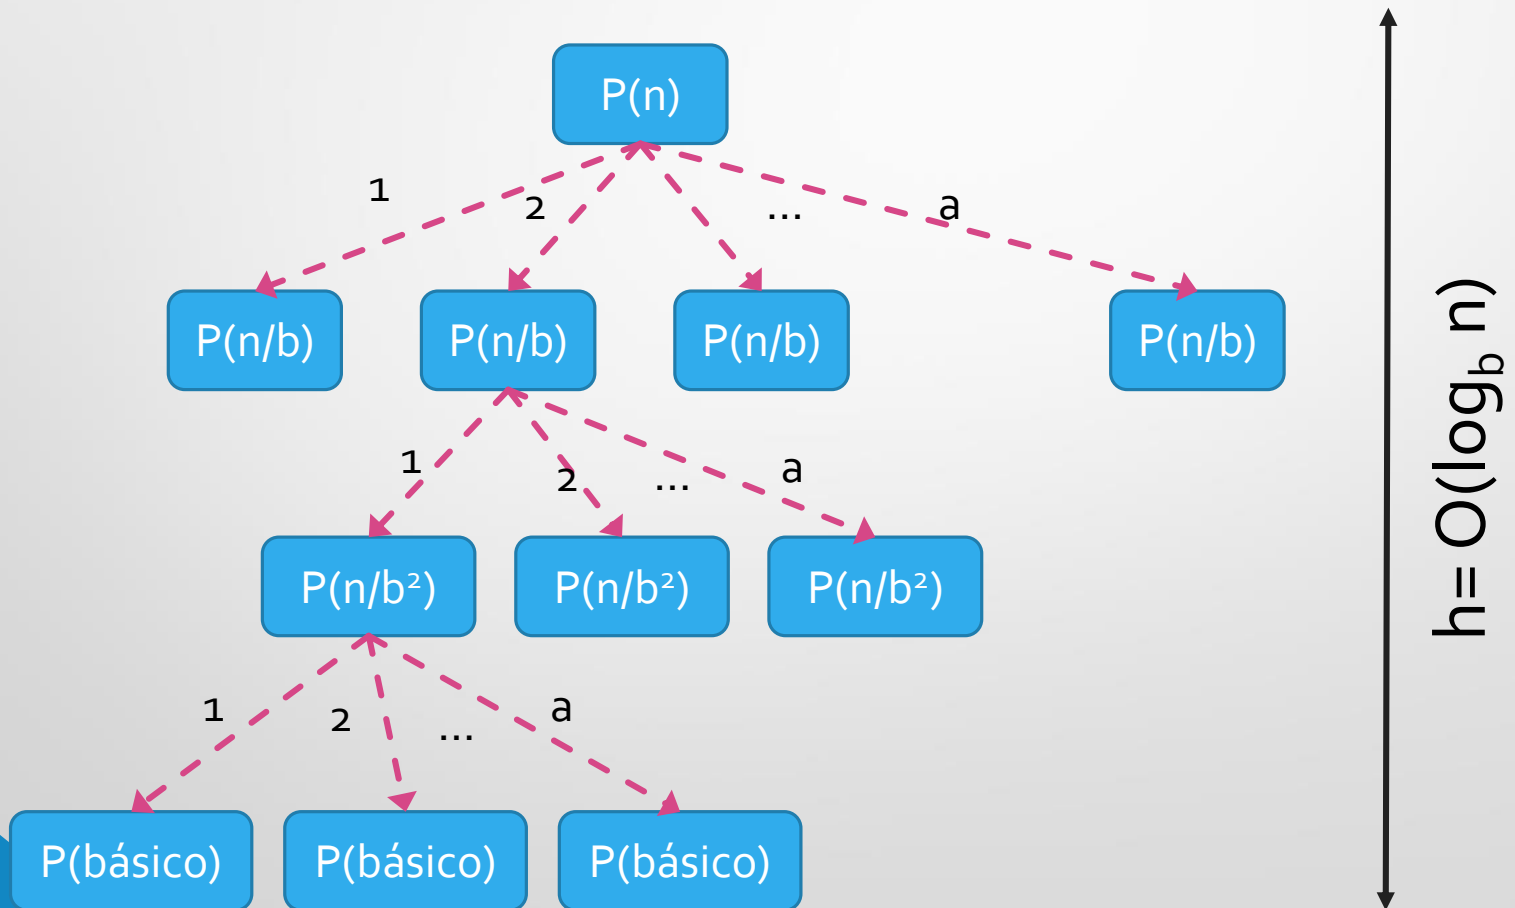 P(n)
1 2 ... a
P(n/b) P(n/b) P(n/b) P(n/b)
1 2 ... a
P(n/b²) P(n/b²) P(n/b²)
1 2 ... a
P(básico) P(básico) P(básico)
h= O(log_b n)